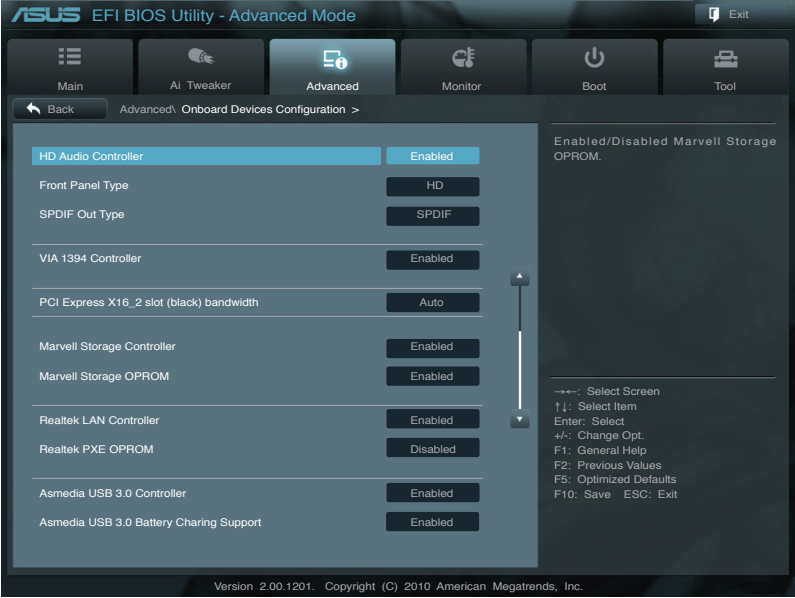 ASUS EFI BIOS Utility - Advanced Mode
Exit
Main
Ai Tweaker
Advanced
Monitor
Boot
Tool
Back
Advanced\ Onboard Devices Configuration >
HD Audio Controller Enabled
Front Panel Type HD
SPDIF Out Type SPDIF
VIA 1394 Controller Enabled
PCI Express X16_2 slot (black) bandwidth Auto
Marvell Storage Controller Enabled
Marvell Storage OPROM Enabled
Realtek LAN Controller Enabled
Realtek PXE OPROM Disabled
Asmedia USB 3.0 Controller Enabled
Asmedia USB 3.0 Battery Charing Support Enabled
Enabled/Disabled Marvell Storage
OPROM.
→←: Select Screen
↑↓: Select Item
Enter: Select
+/-: Change Opt.
F1: General Help
F2: Previous Values
F5: Optimized Defaults
F10: Save ESC: Exit
Version 2.00.1201. Copyright (C) 2010 American Megatrends, Inc.